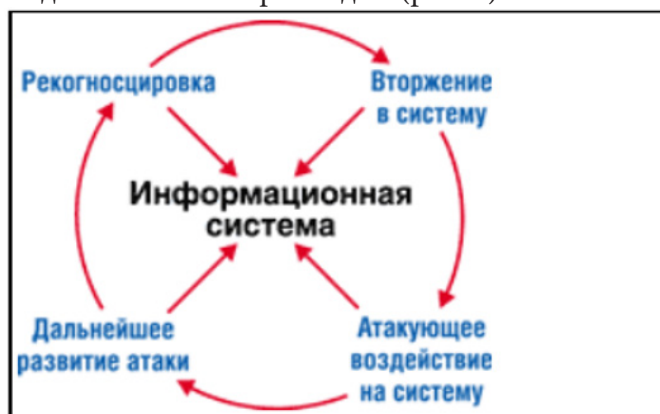 Рекогносцировка
Вторжение
в систему
Информационная
система
Дальнейшее
развитие атаки
Атакующее
воздействие
на систему